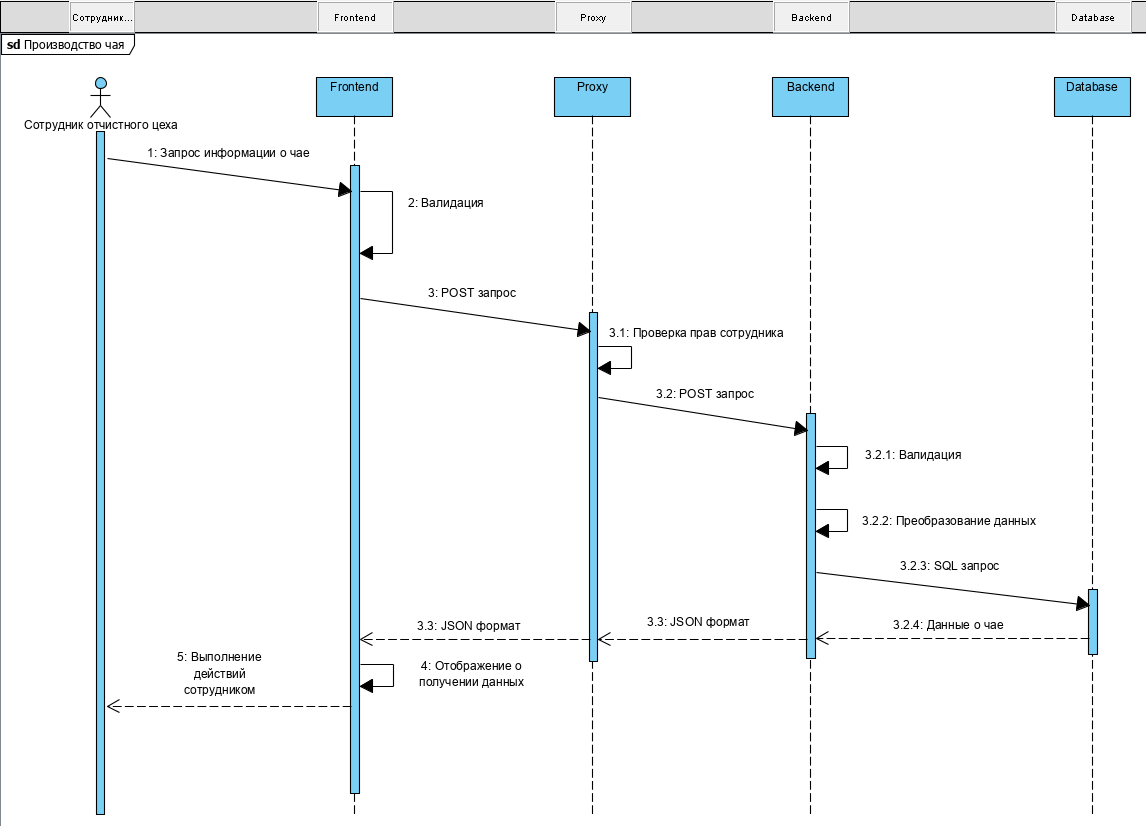 Сотрудник...
Frontend
Proxy
Backend
Database
sd Производство чая
Frontend
Proxy
Backend
Database
Сотрудник отчистного цеха
1: Запрос информации о чае
2: Валидация
3: POST запрос
3.1: Проверка прав сотрудника
3.2: POST запрос
3.2.1: Валидация
3.2.2: Преобразование данных
3.2.3: SQL запрос
3.3: JSON формат
3.3: JSON формат
3.2.4: Данные о чае
5: Выполнение
действий
сотрудником
4: Отображение о
получении данных